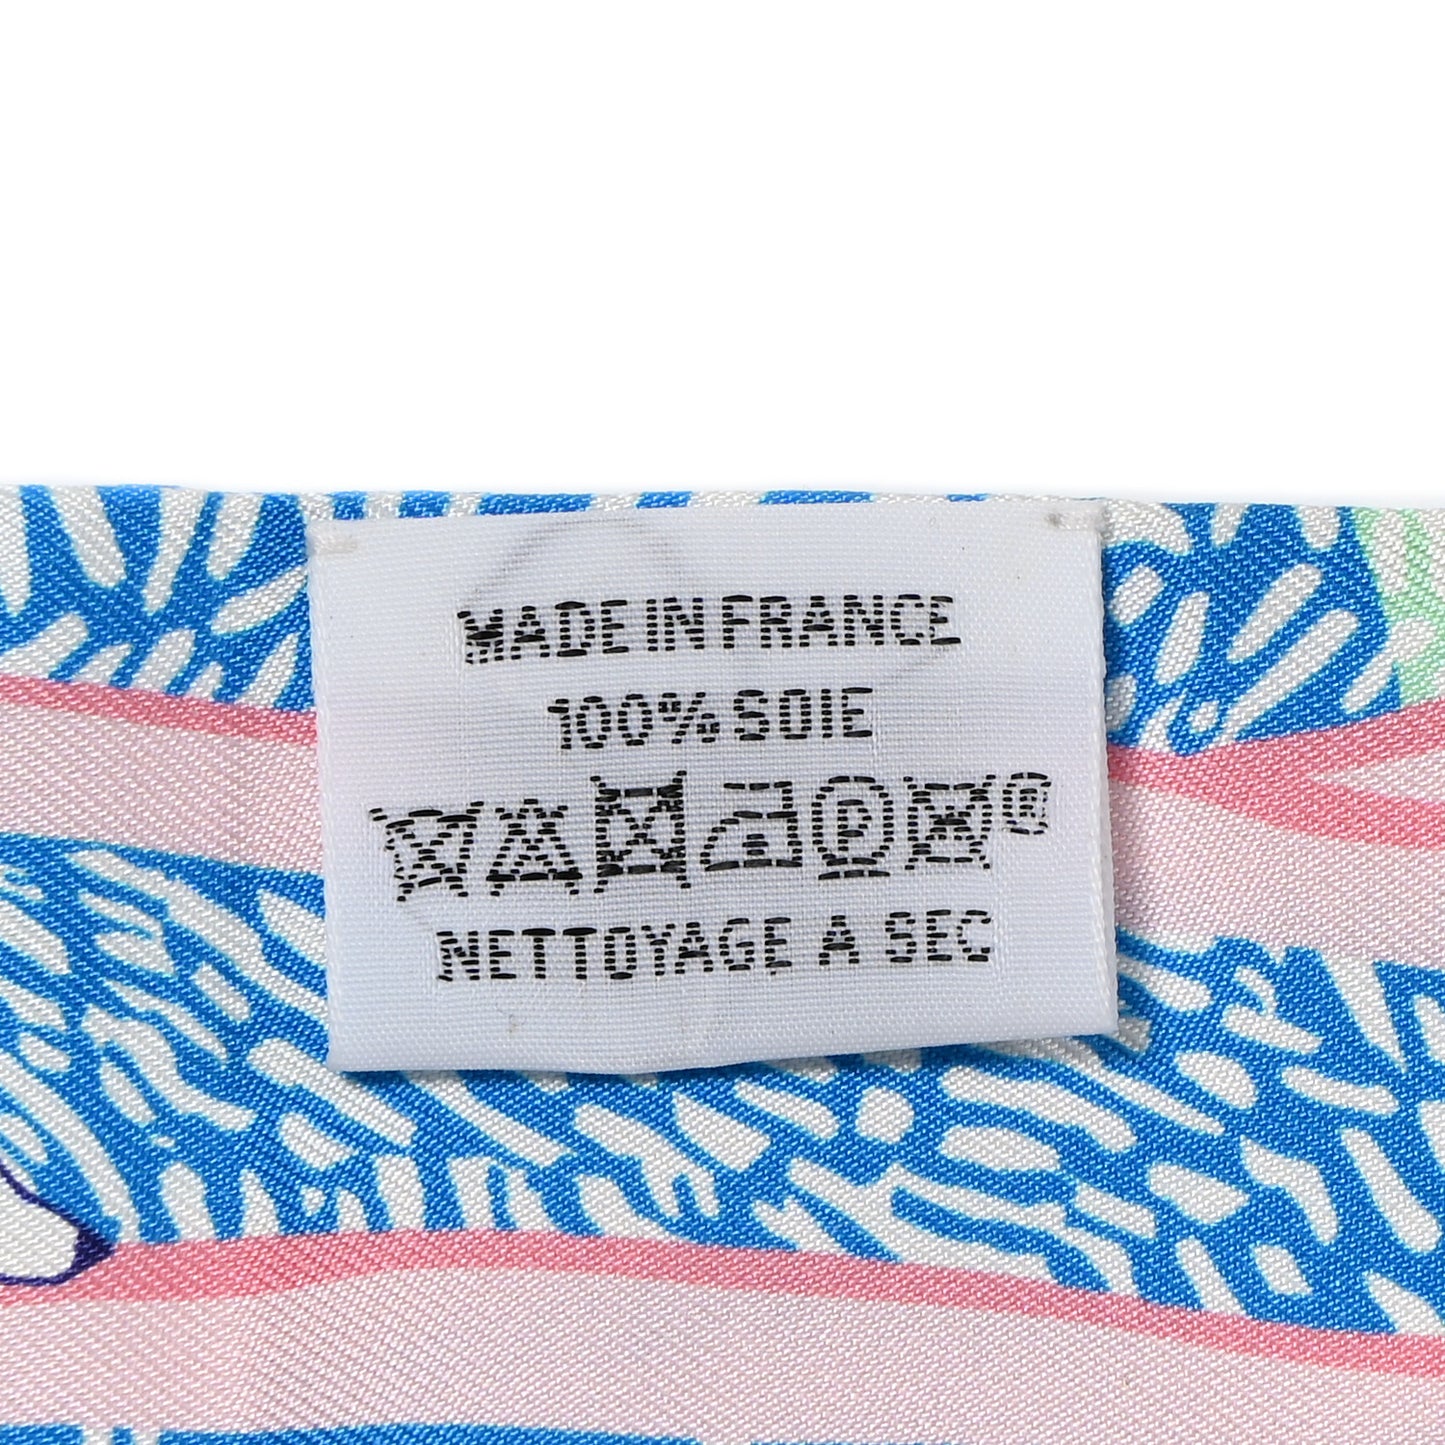 MADE IN FRANCE
100% SOIE
P ®
NETTOYAGE A SEC